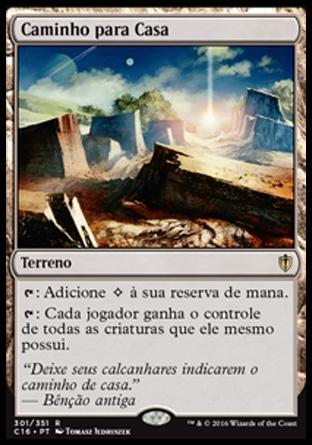 Caminho para Casa
Terreno
: Adicione à sua reserva de mana.
: Cada jogador ganha o controle
de todas as criaturas que ele mesmo
possui.
“Deixe seus calcanhares indicarem o
caminho de casa.”
— Bênção antiga
301/351 R
C16 • PT Tomasz Jedruszek
™ & © 2016 Wizards of the Coast